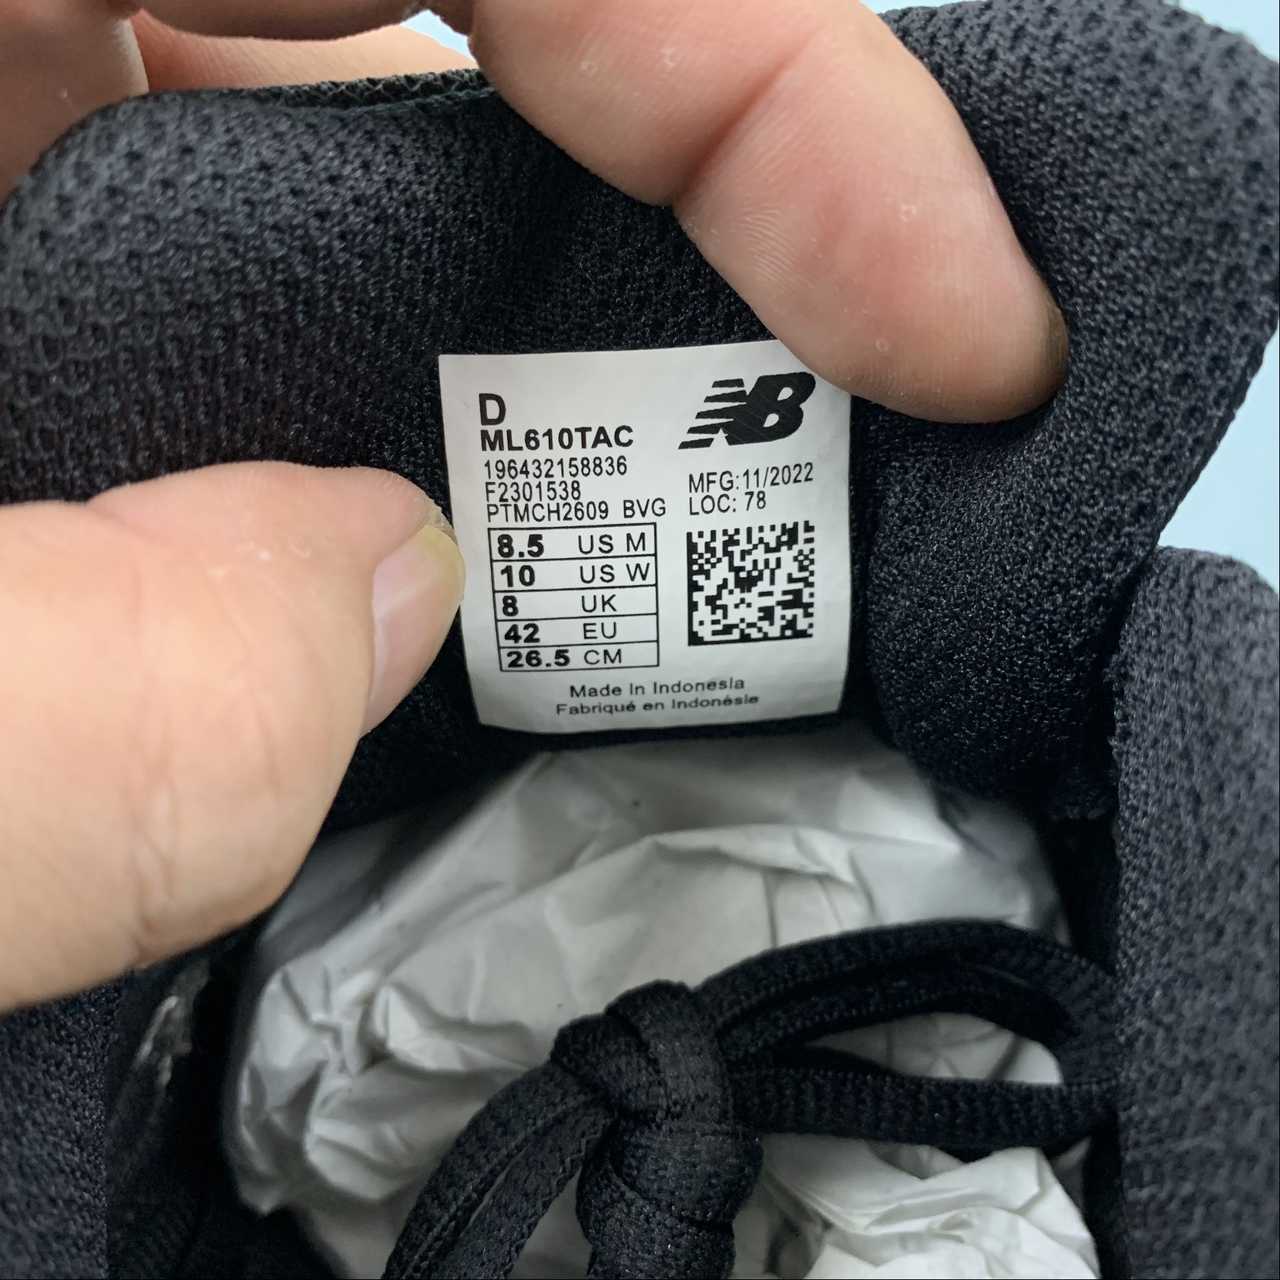 D
NB
ML610TAC
196432158836
F2301538
PTMCH2609 BVG
MFG:11/2022
LOC: 78
8.5 US M
10 US W
8 UK
42 EU
26.5 CM
Made in Indonesia
Fabriqué en Indonésie